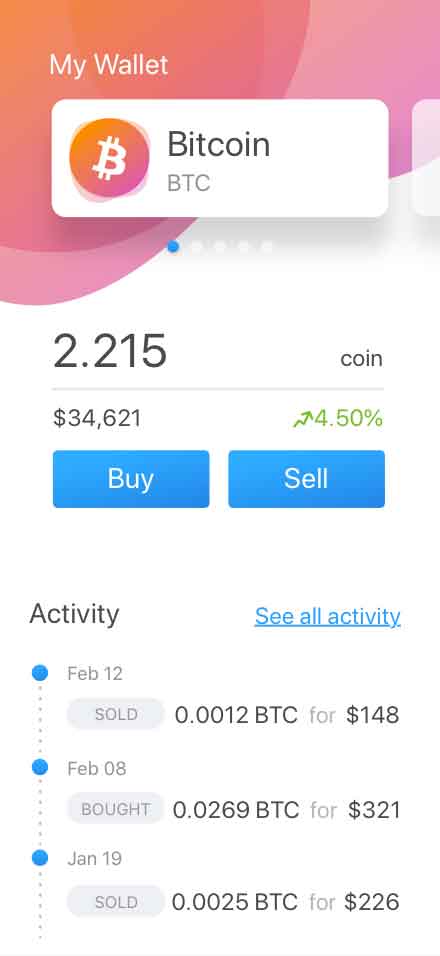 My Wallet
Bitcoin
BTC
2.215 coin
$34,621 4.50%
Buy Sell
Activity See all activity
Feb 12
SOLD 0.0012 BTC for $148
Feb 08
BOUGHT 0.0269 BTC for $321
Jan 19
SOLD 0.0025 BTC for $226